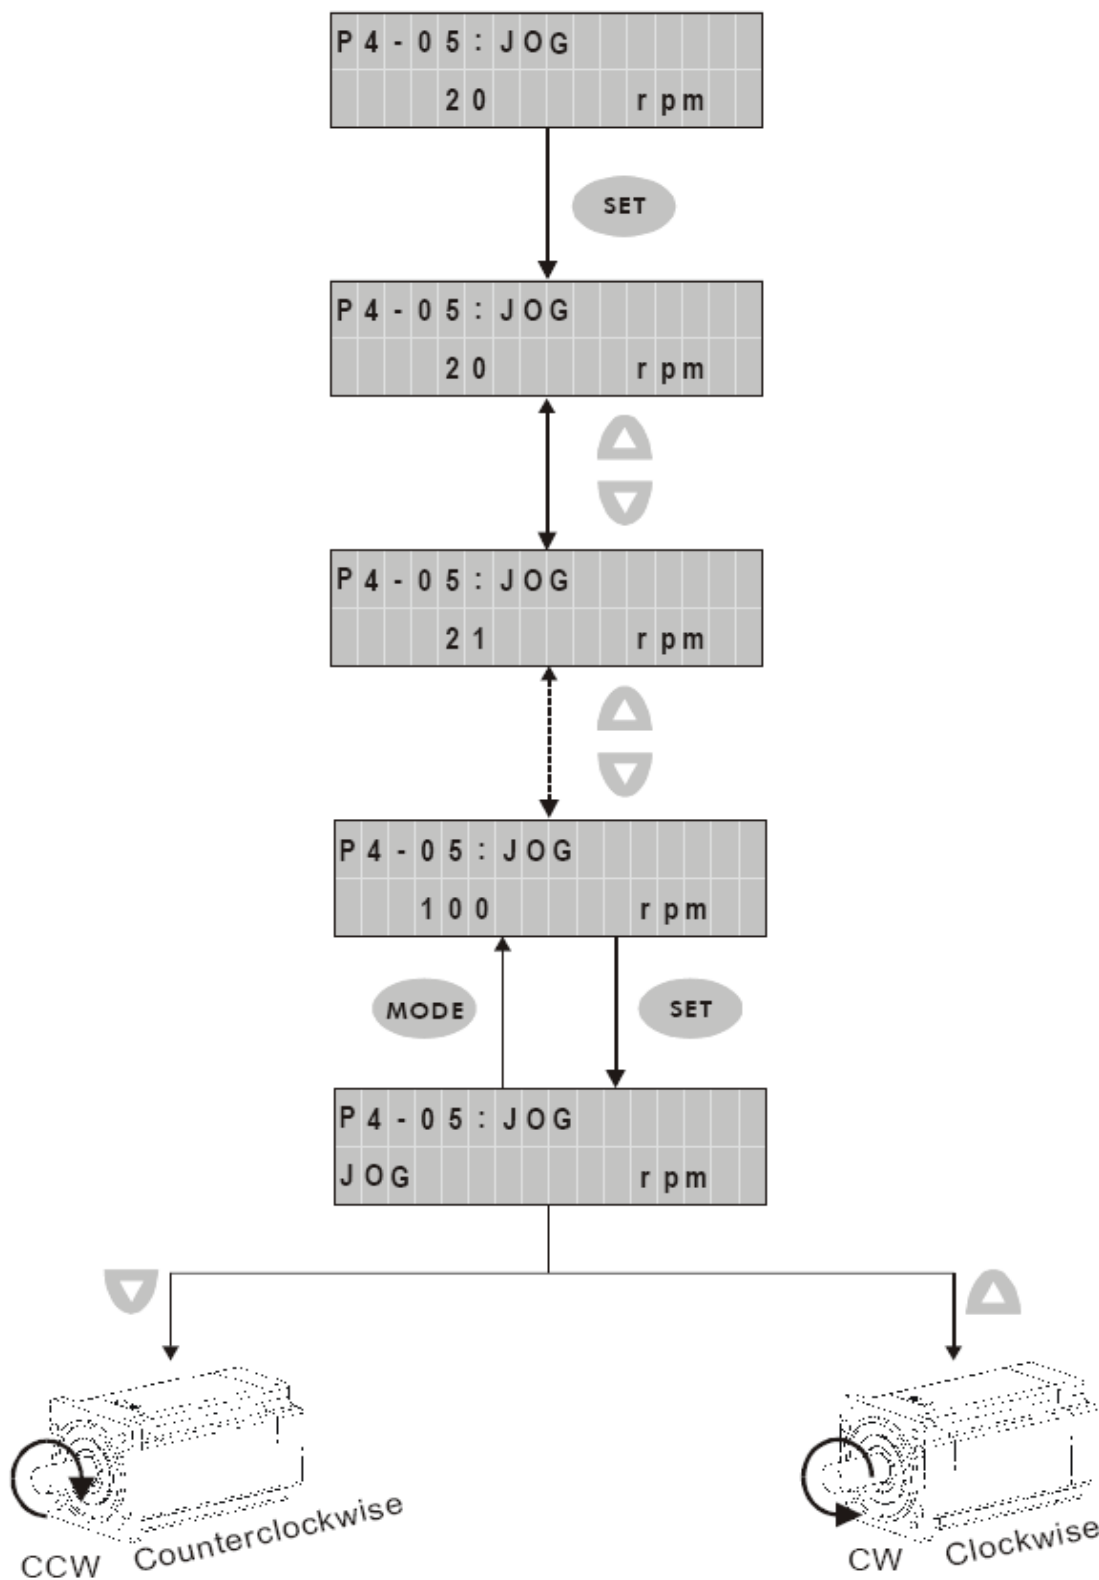 P4-05:JOG
20 rpm
SET
P4-05:JOG
20 rpm
P4-05:JOG
21 rpm
P4-05:JOG
100 rpm
MODE
SET
P4-05:JOG
JOG rpm
CCW Counterclockwise
CW Clockwise